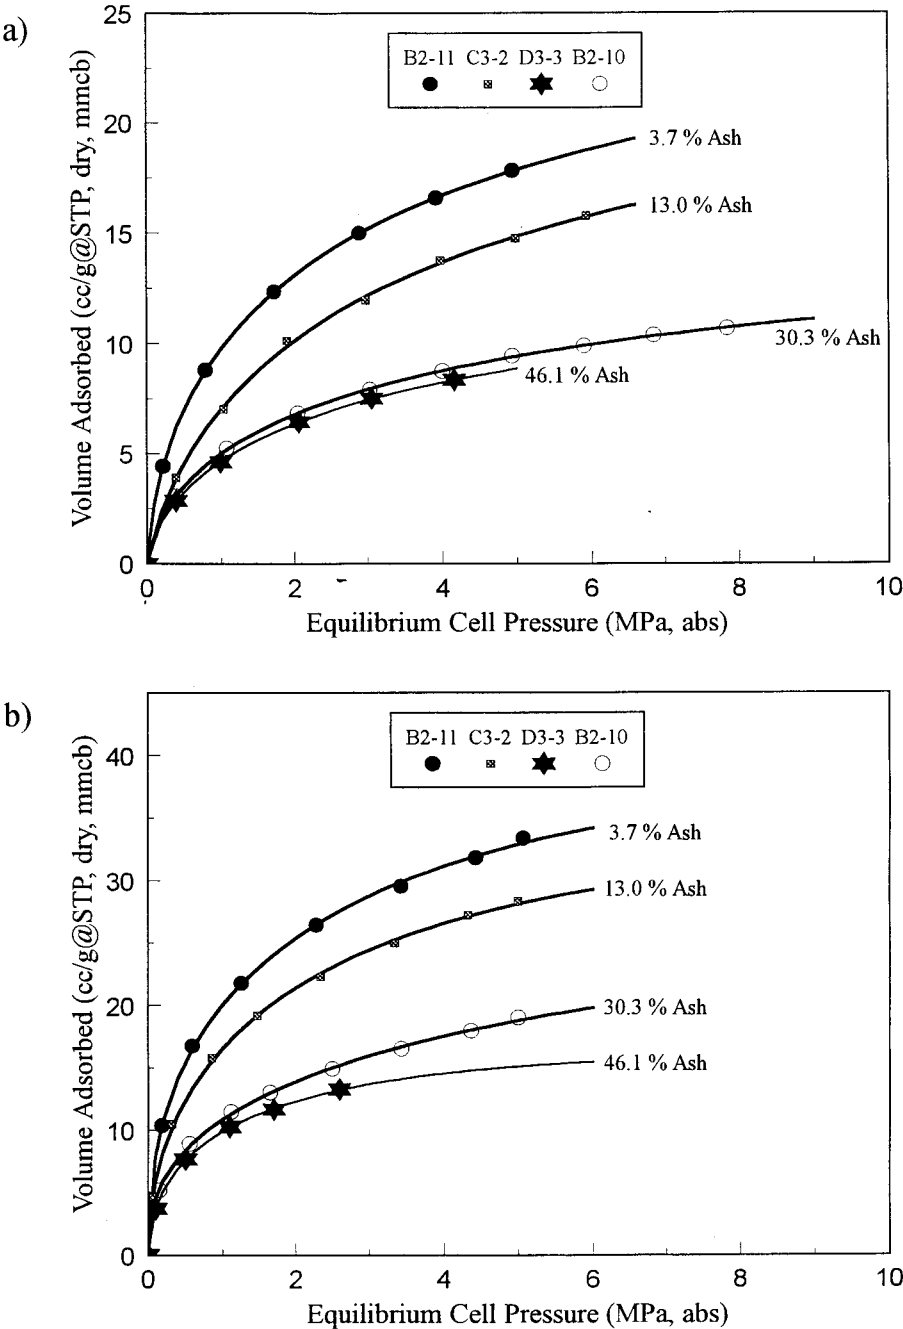 a)
25
20
15
10
5
0
Volume Adsorbed (cc/g@STP, dry, mmcb)
B2-11 C3-2 D3-3 B2-10
3.7 % Ash
13.0 % Ash
30.3 % Ash
46.1 % Ash
0 2 4 6 8 10
Equilibrium Cell Pressure (MPa, abs)
b)
40
30
20
10
0
Volume Adsorbed (cc/g@STP, dry, mmcb)
B2-11 C3-2 D3-3 B2-10
3.7 % Ash
13.0 % Ash
30.3 % Ash
46.1 % Ash
0 2 4 6 8 10
Equilibrium Cell Pressure (MPa, abs)